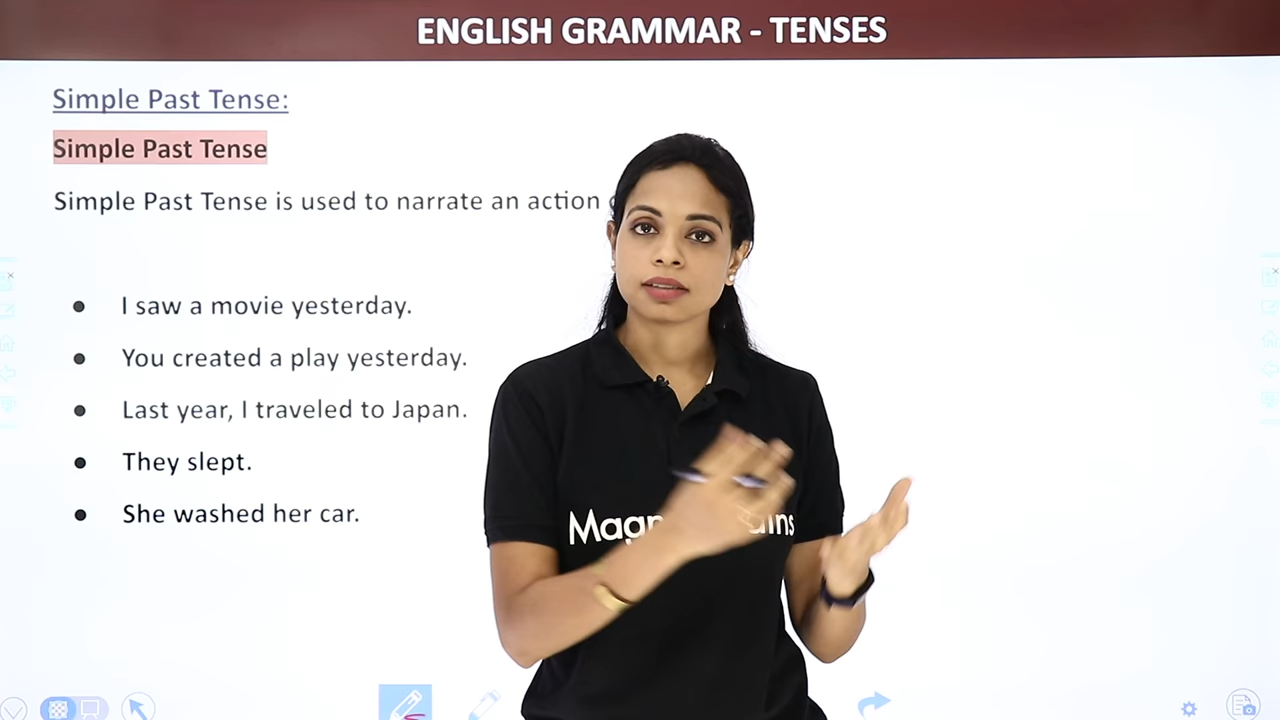 ENGLISH GRAMMAR - TENSES
Simple Past Tense:
Simple Past Tense
Simple Past Tense is used to narrate an action
• I saw a movie yesterday.
• You created a play yesterday.
• Last year, I traveled to Japan.
• They slept.
• She washed her car.